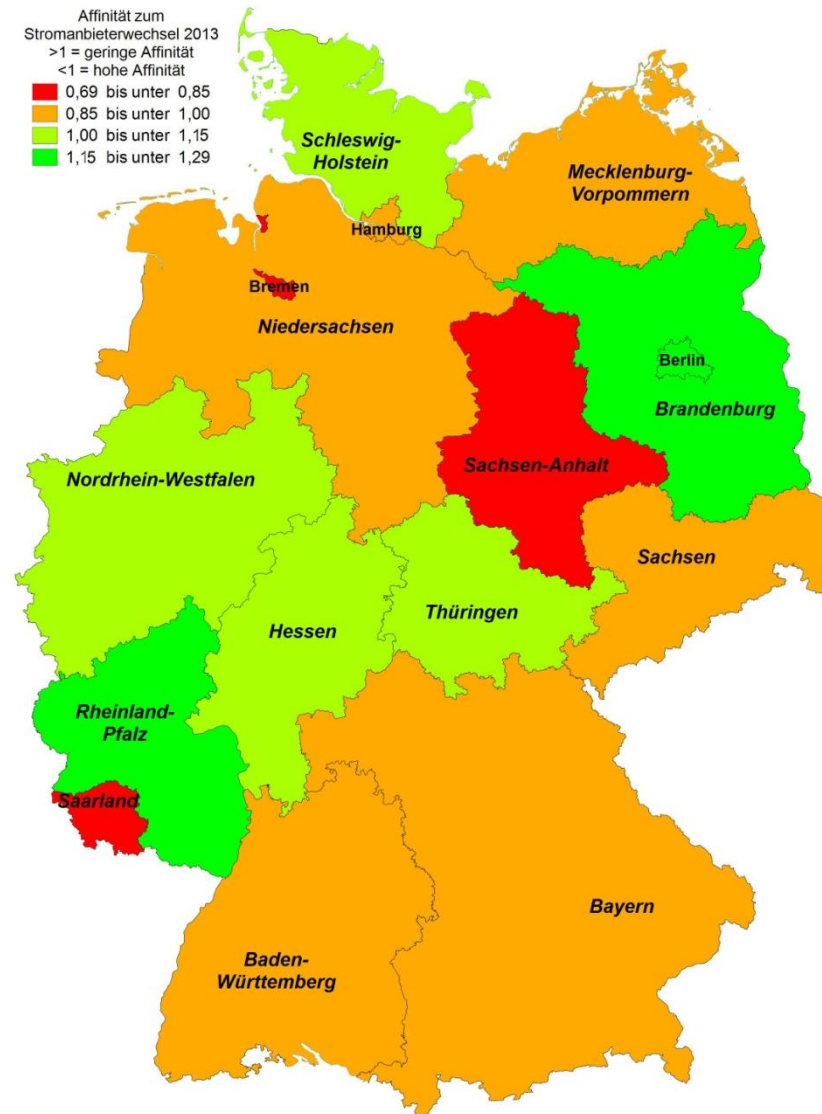 Affinität zum
Stromanbieterwechsel 2013
>1 = geringe Affinität
<1 = hohe Affinität
0,69 bis unter 0,85
0,85 bis unter 1,00
1,00 bis unter 1,15
1,15 bis unter 1,29
Schleswig-
Holstein
Mecklenburg-
Vorpommern
Hamburg
Bremen
Niedersachsen
Berlin
Brandenburg
Nordrhein-Westfalen
Sachsen-Anhalt
Sachsen
Hessen
Thüringen
Rheinland-
Pfalz
Saarland
Bayern
Baden-
Württemberg